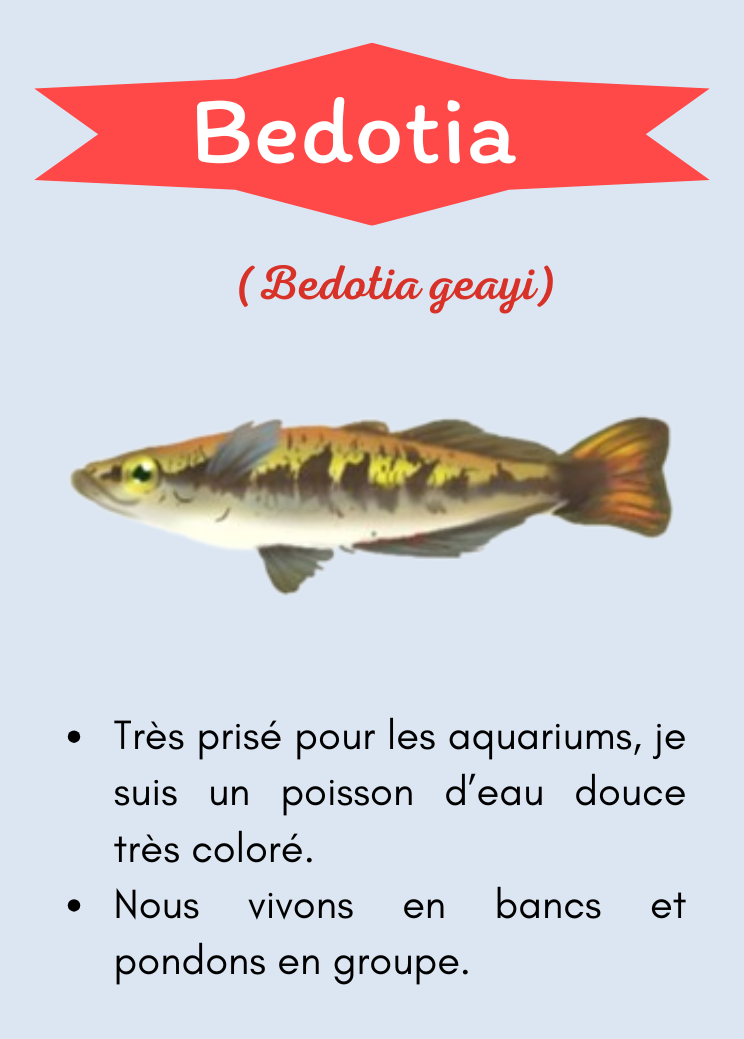 Bedotia
( Bedotia geayi)
• Très prisé pour les aquariums, je
suis un poisson d’eau douce
très coloré.
• Nous vivons en bancs et
pondons en groupe.